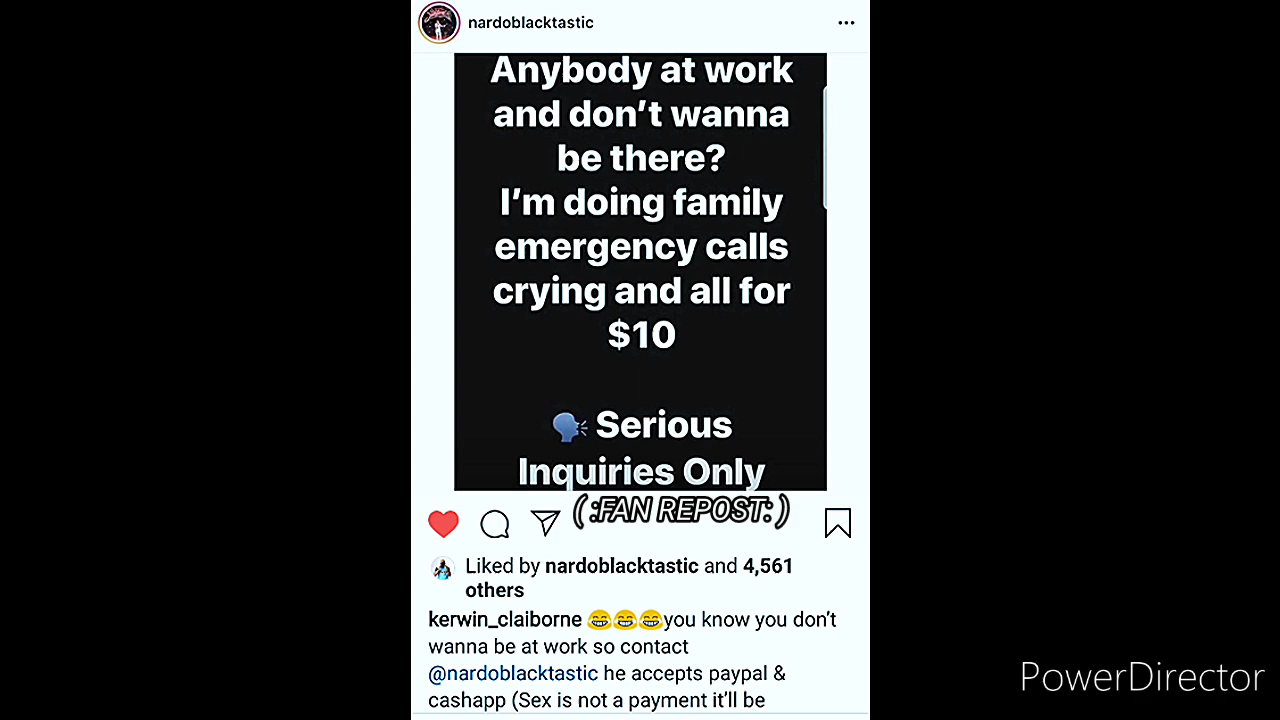 nardoblacktastic
Anybody at work
and don’t wanna
be there?
I’m doing family
emergency calls
crying and all for
$10
🗣 Serious
Inquiries Only
( :FAN REPOST: )
Liked by nardoblacktastic and 4,561
others
kerwin_claiborne 😂😂😂you know you don’t
wanna be at work so contact
@nardoblacktastic he accepts paypal &
cashapp (Sex is not a payment it’ll be
PowerDirector